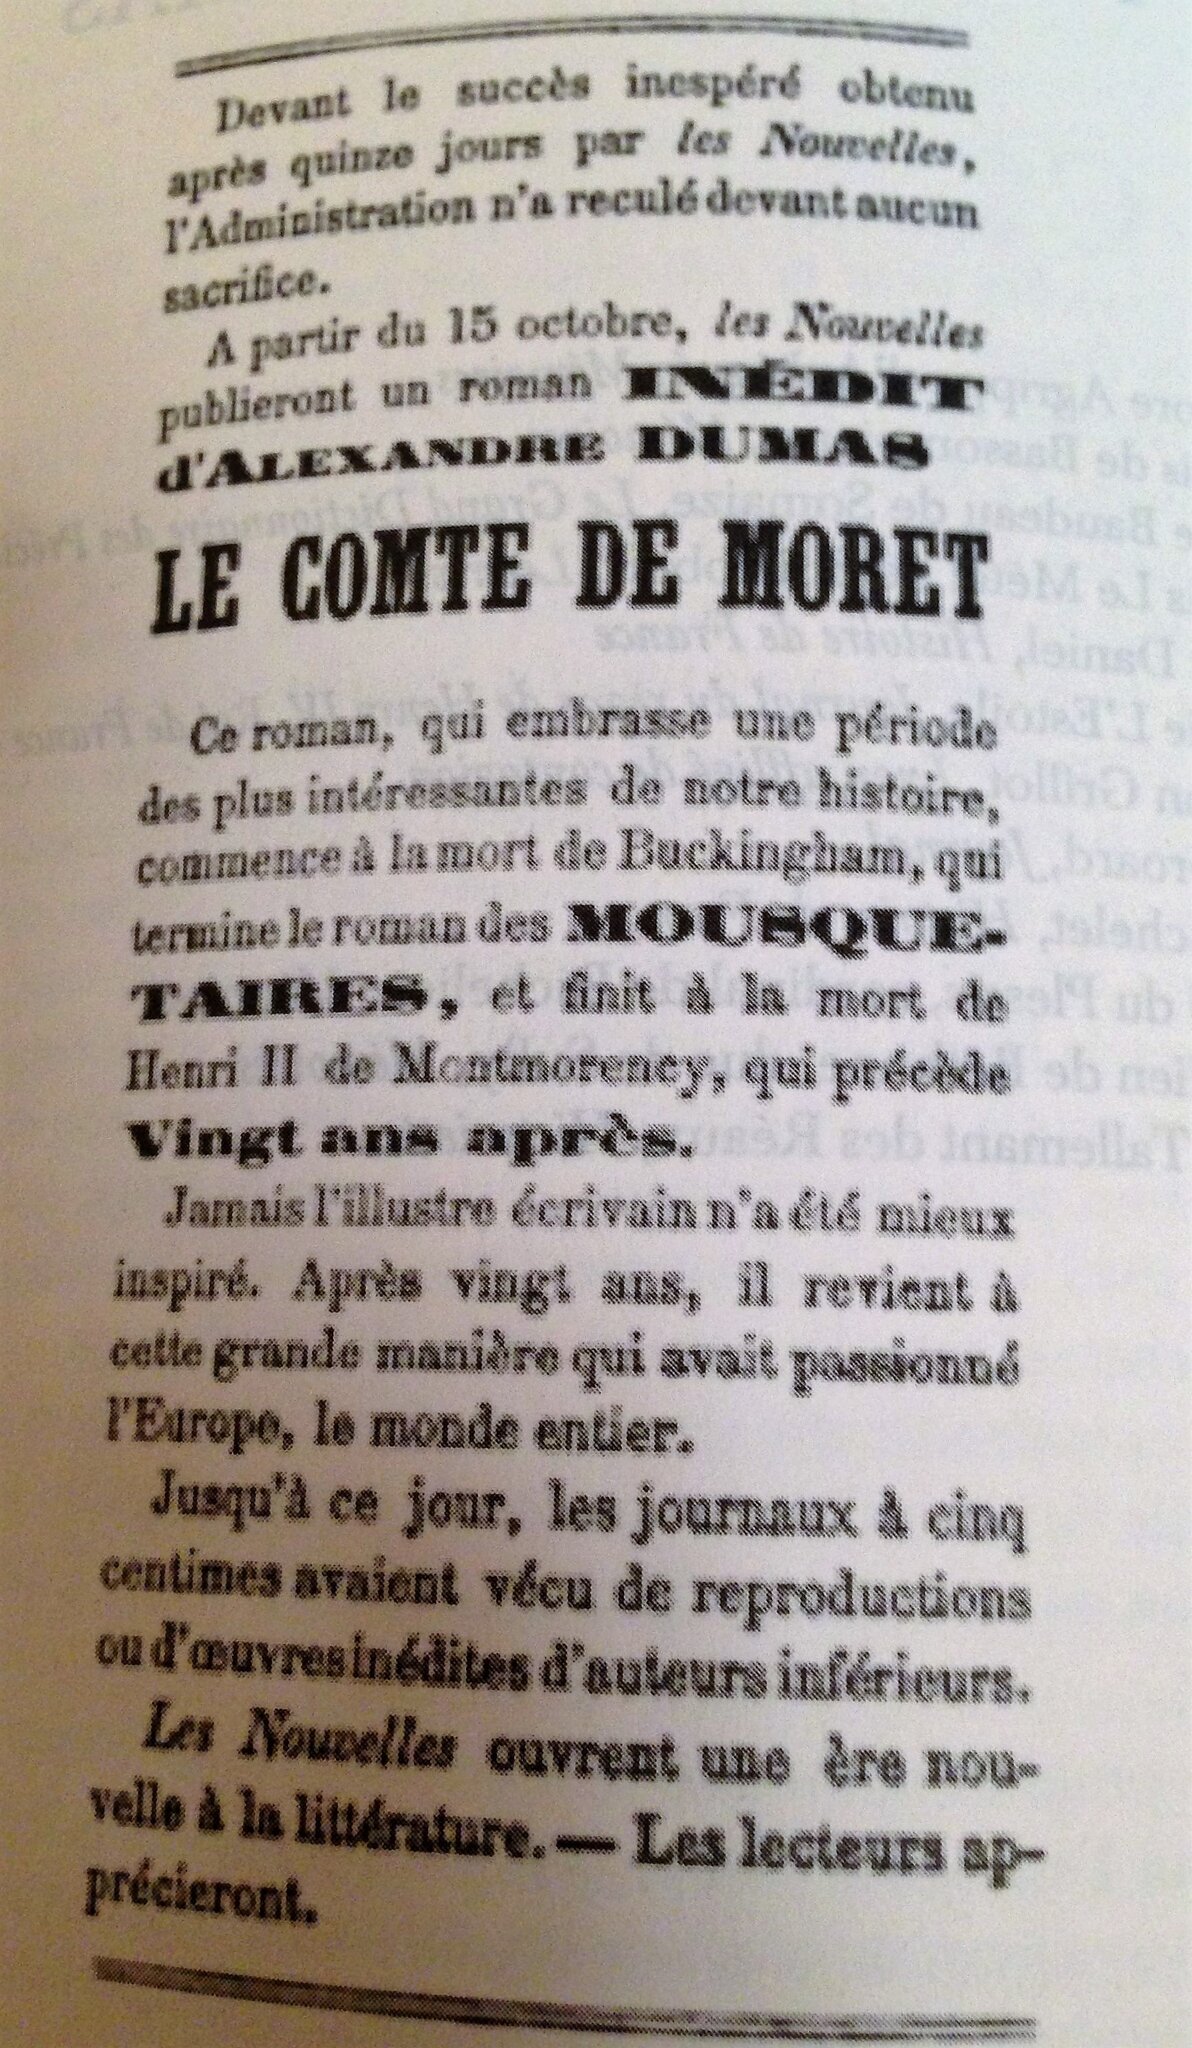 Devant le succès inespéré obtenu
après quinze jours par les Nouvelles,
l'Administration n'a reculé devant aucun
sacrifice.
A partir du 15 octobre, les Nouvelles
publieront un roman INÉDIT
d'ALEXANDRE DUMAS
LE COMTE DE MORET
Ce roman, qui embrasse une période
des plus intéressantes de notre histoire,
commence à la mort de Buckingham, qui
termine le roman des MOUSQUE-
TAIRES, et finit à la mort de
Henri II de Montmorency, qui précède
Vingt ans après.
Jamais l'illustre écrivain n'a été mieux
inspiré. Après vingt ans, il revient à
cette grande manière qui avait passionné
l'Europe, le monde entier.
Jusqu'à ce jour, les journaux à cinq
centimes avaient vécu de reproductions
ou d'œuvres inédites d'auteurs inférieurs.
Les Nouvelles ouvrent une ère nou-
velle à la littérature. — Les lecteurs ap-
précieront.